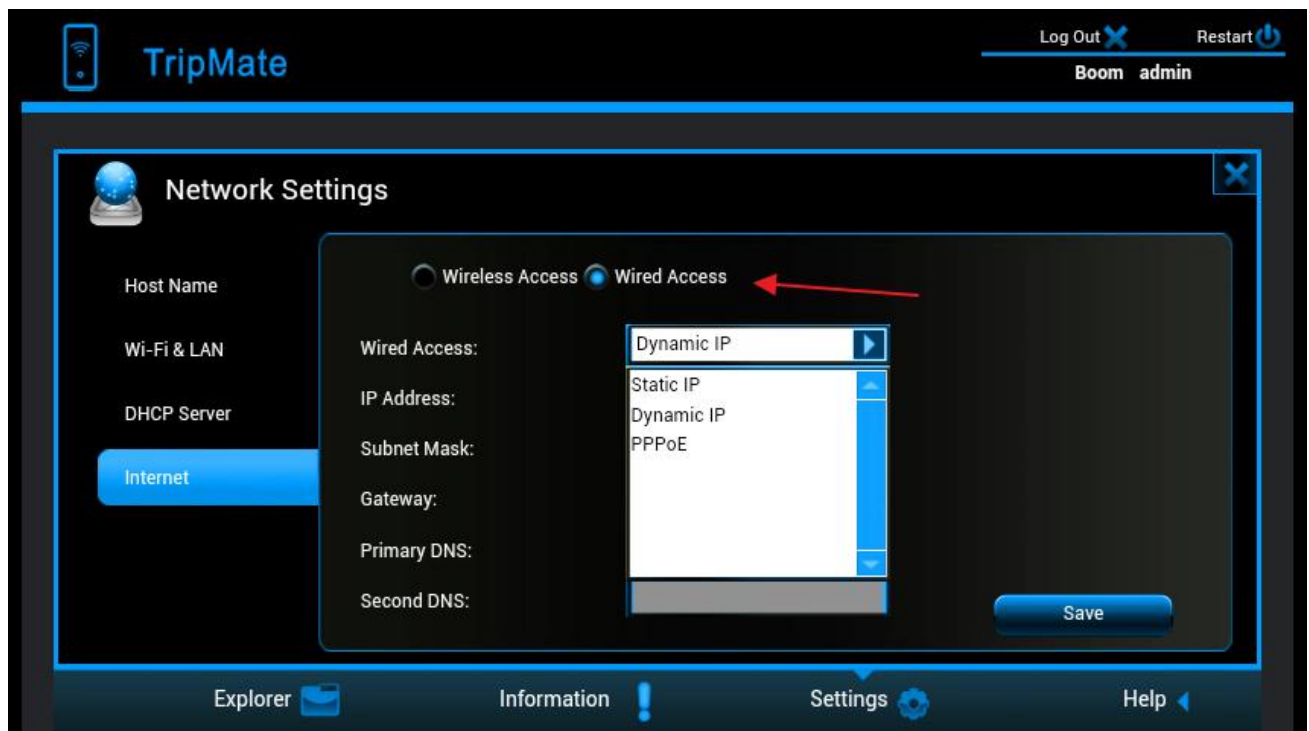 TripMate
Log Out Restart
Boom admin
Network Settings
Host Name
Wi-Fi & LAN
DHCP Server
Internet
Wireless Access Wired Access
Wired Access: Dynamic IP
IP Address:
Subnet Mask:
Gateway:
Primary DNS:
Second DNS:
Static IP
Dynamic IP
PPPoE
Save
Explorer Information Settings Help